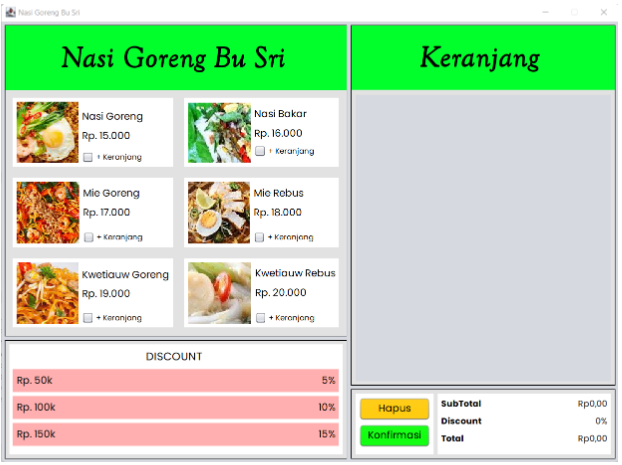 Nasi Goreng Bu Sri
Nasi Goreng Bu Sri
Keranjang
Nasi Goreng
Rp. 15.000
+ Keranjang
Nasi Bakar
Rp. 16.000
+ Keranjang
Mie Goreng
Rp. 17.000
+ Keranjang
Mie Rebus
Rp. 18.000
+ Keranjang
Kwetiauw Goreng
Rp. 19.000
+ Keranjang
Kwetiauw Rebus
Rp. 20.000
+ Keranjang
DISCOUNT
Rp. 50k 5%
Rp. 100k 10%
Rp. 150k 15%
Hapus
Konfirmasi
SubTotal Rp0,00
Discount 0%
Total Rp0,00